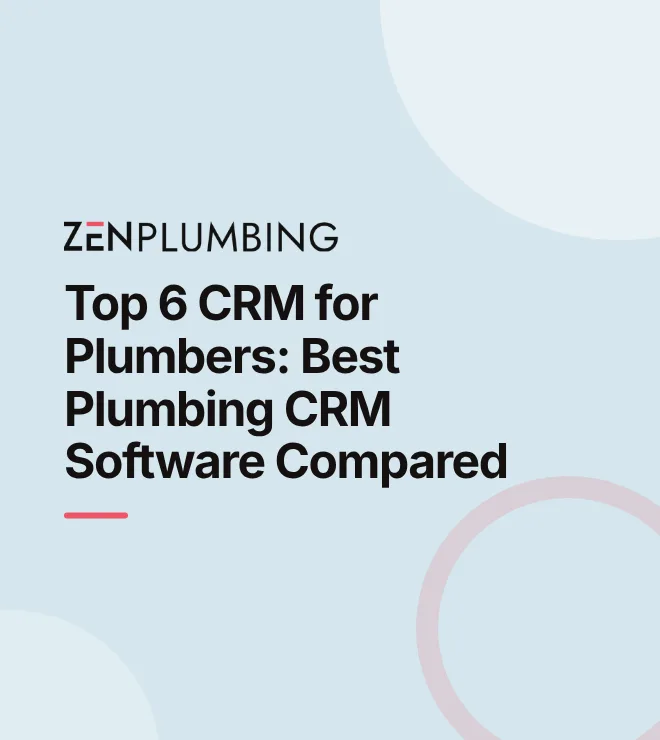 ZENPLUMBING
Top 6 CRM for
Plumbers: Best
Plumbing CRM
Software Compared